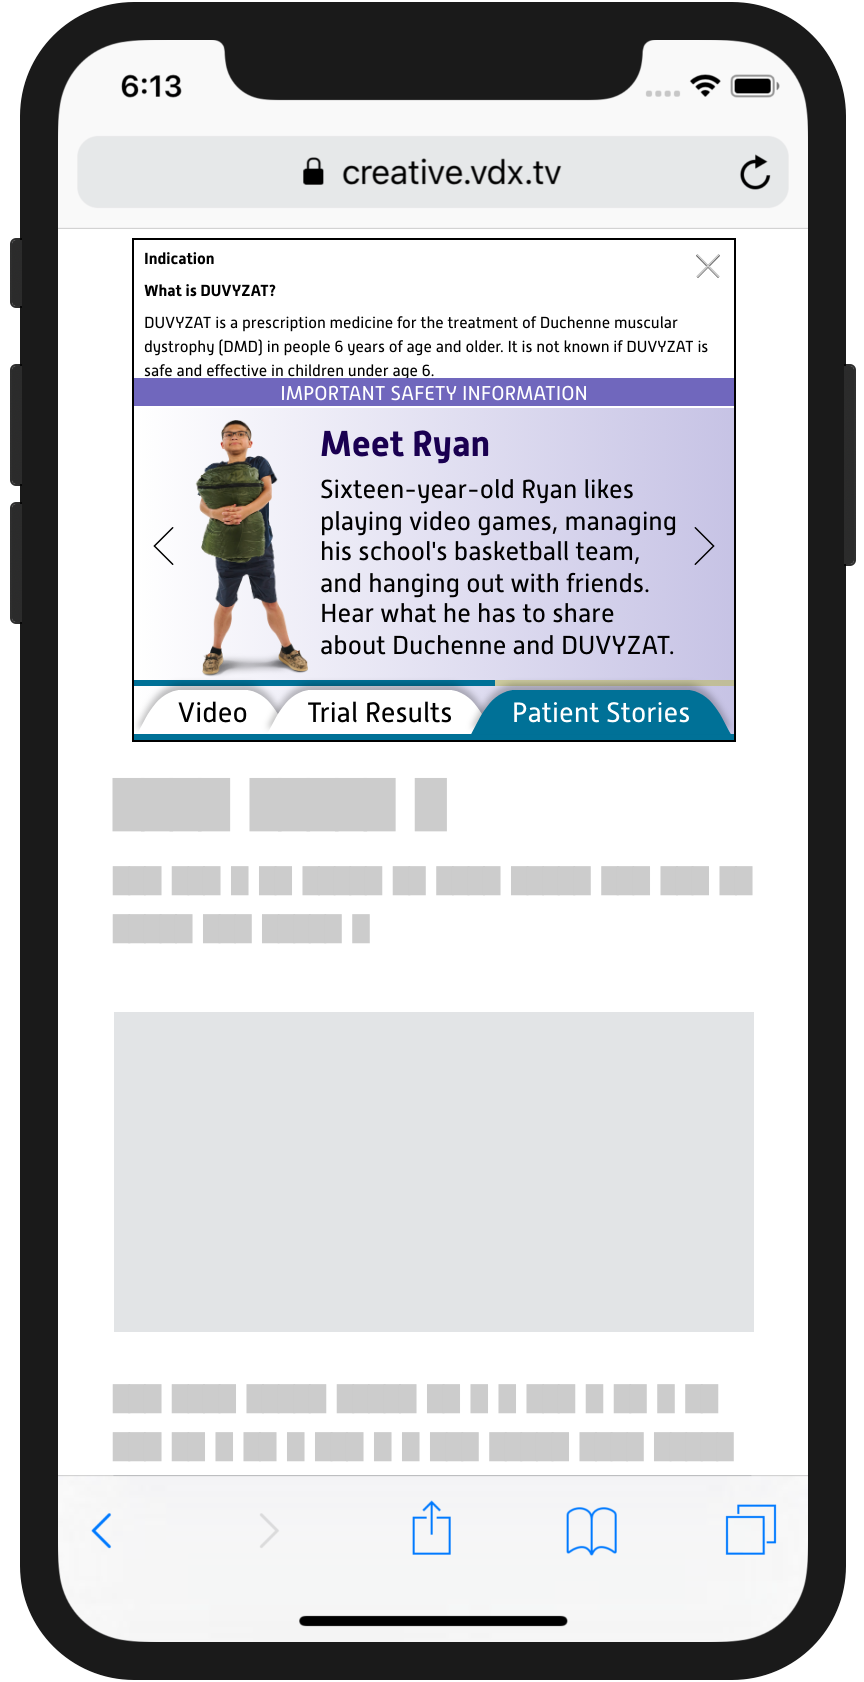 6:13
creative.vdx.tv
Indication
What is DUVYZAT?
DUVYZAT is a prescription medicine for the treatment of Duchenne muscular
dystrophy (DMD) in people 6 years of age and older. It is not known if DUVYZAT is
safe and effective in children under age 6.
IMPORTANT SAFETY INFORMATION
Meet Ryan
Sixteen-year-old Ryan likes
playing video games, managing
his school's basketball team,
and hanging out with friends.
Hear what he has to share
about Duchenne and DUVYZAT.
Video Trial Results Patient Stories